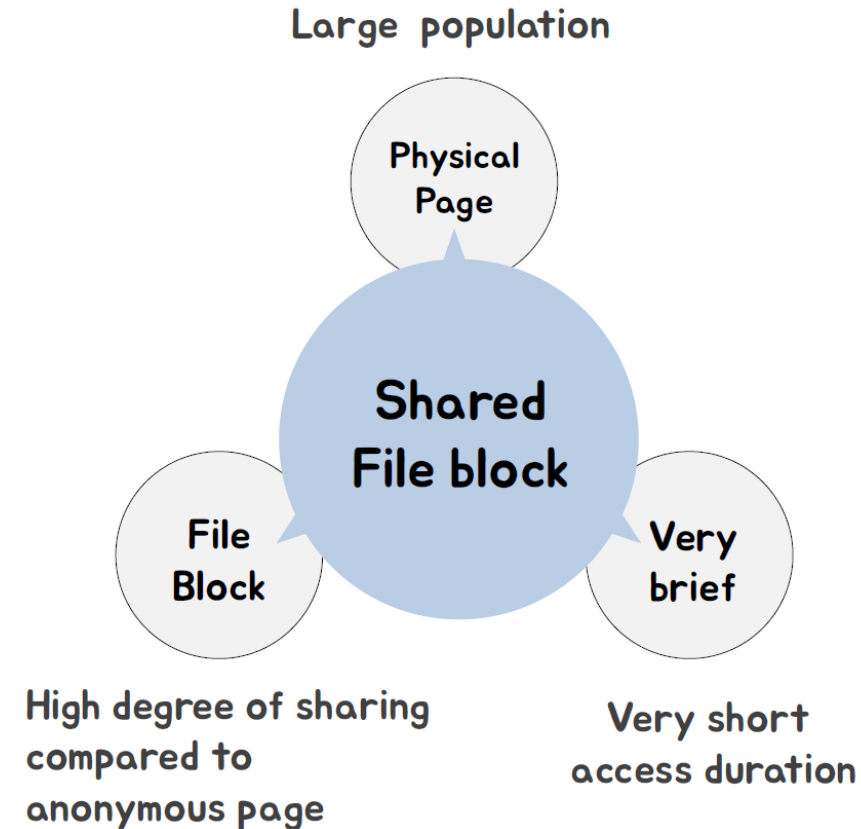 Large population
Physical
Page
Shared
File block
File
Block
Very
brief
High degree of sharing
compared to
anonymous page
Very short
access duration